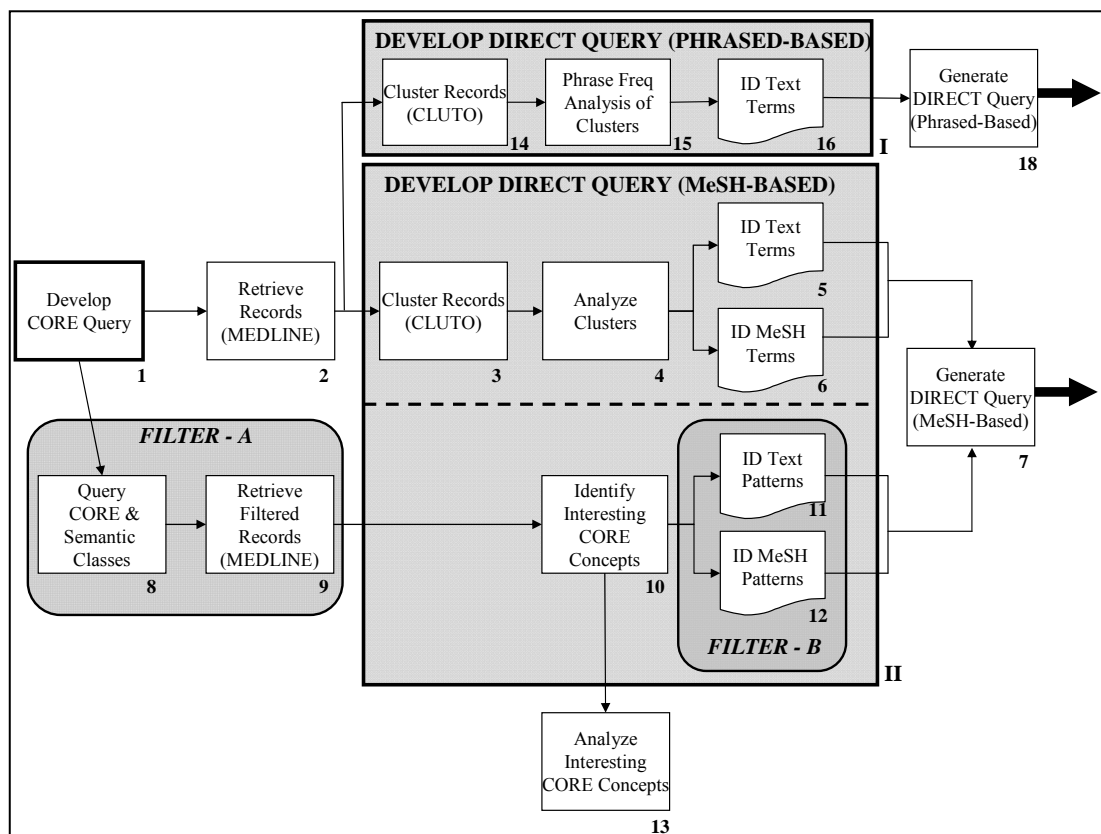 DEVELOP DIRECT QUERY (PHRASED-BASED)
Cluster Records
(CLUTO)
14
Phrase Freq
Analysis of
Clusters
15
ID Text
Terms
16
I
Generate
DIRECT Query
(Phrased-Based)
18
DEVELOP DIRECT QUERY (MeSH-BASED)
Develop
CORE Query
1
Retrieve
Records
(MEDLINE)
2
Cluster Records
(CLUTO)
3
Analyze
Clusters
4
ID Text
Terms
5
ID MeSH
Terms
6
Generate
DIRECT Query
(MeSH-Based)
7
FILTER - A
Query
CORE &
Semantic
Classes
8
Retrieve
Filtered
Records
(MEDLINE)
9
Identify
Interesting
CORE
Concepts
10
ID Text
Patterns
11
ID MeSH
Patterns
12
FILTER - B
II
Analyze
Interesting
CORE Concepts
13